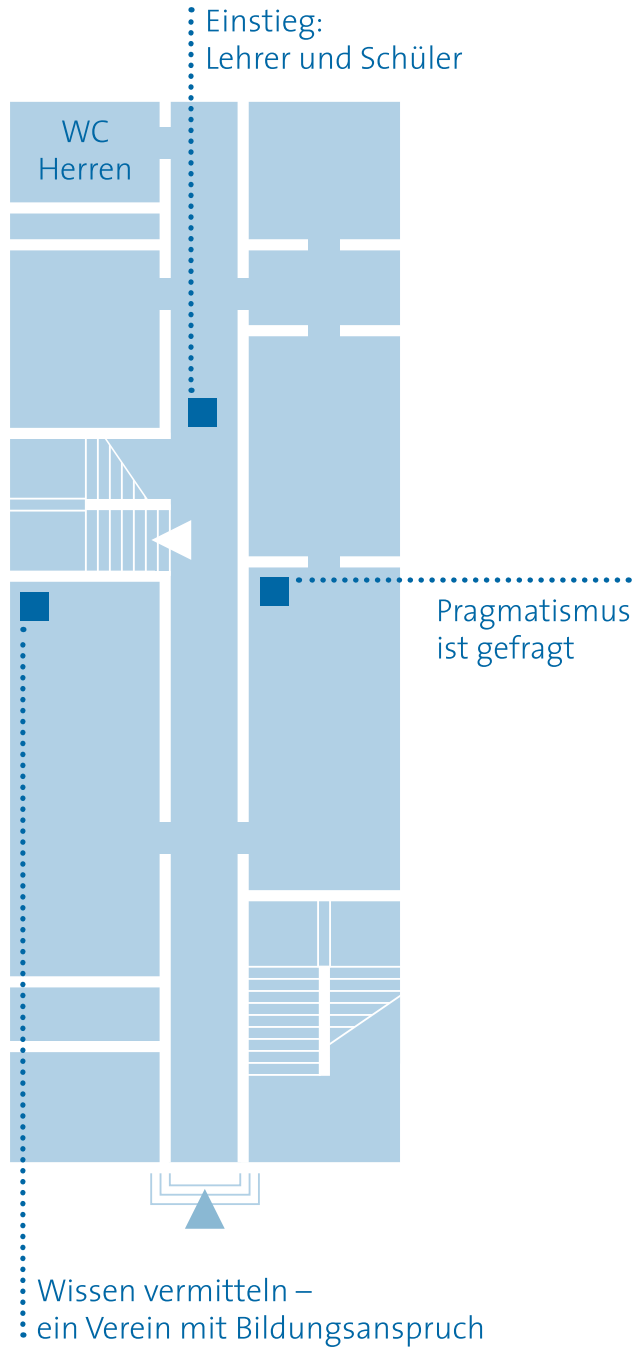 Einstieg:
Lehrer und Schüler
WC
Herren
Pragmatismus
ist gefragt
Wissen vermitteln –
ein Verein mit Bildungsanspruch